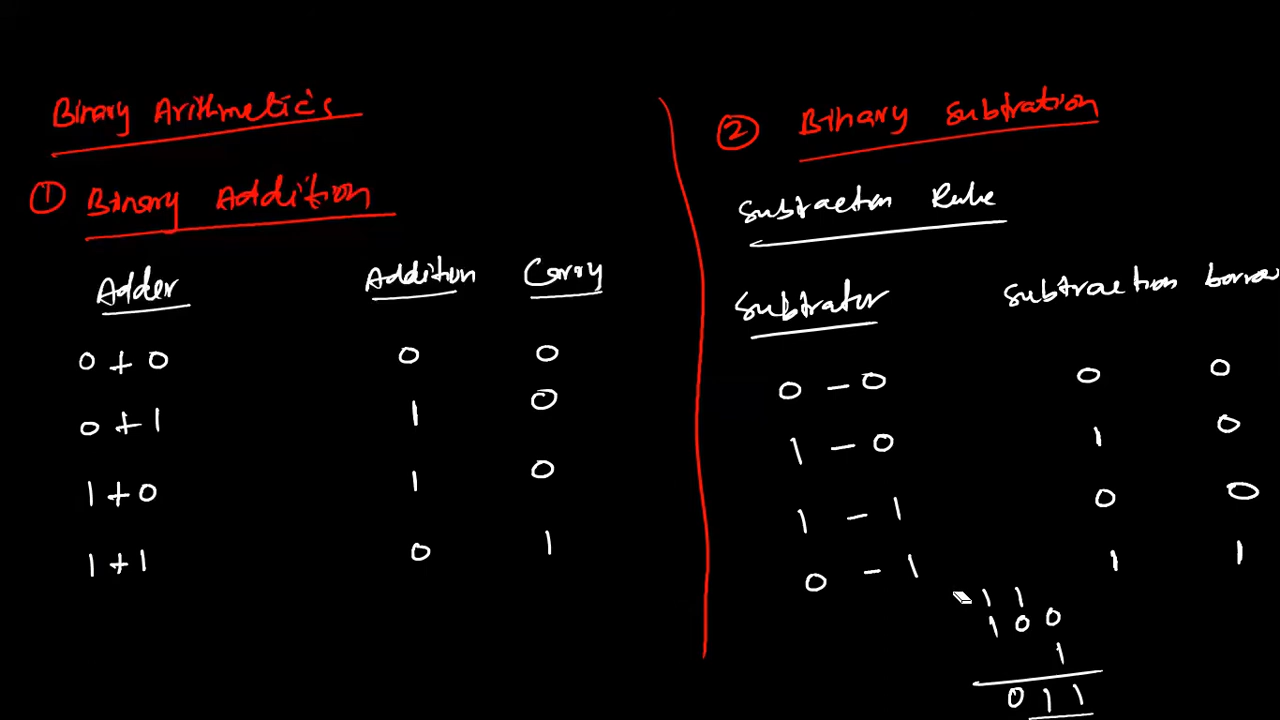 Binary Arithmetics
① Binary Addition
Adder Addition Carry
0 + 0 0 0
0 + 1 1 0
1 + 0 1 0
1 + 1 0 1
② Binary Subtration
Subtraction Rule
Subtrator Subtraction borrow
0 - 0 0 0
1 - 0 1 0
1 - 1 0 0
0 - 1 1 1
1 1
1 0 0
1
0 1 1